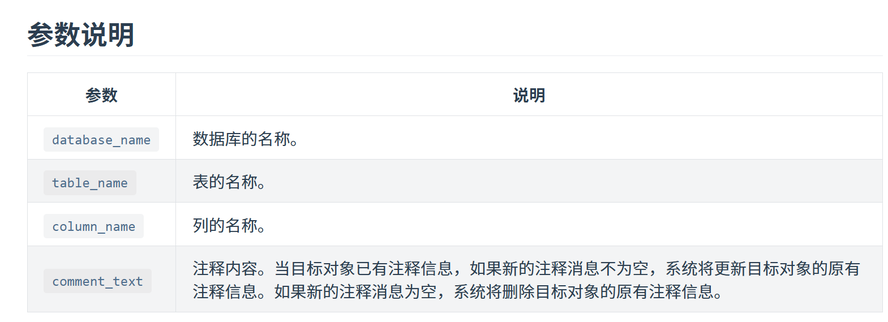 参数说明
参数 说明
database_name 数据库的名称。
table_name 表的名称。
column_name 列的名称。
comment_text 注释内容。当目标对象已有注释信息，如果新的注释消息不为空，系统将更新目标对象的原有
注释信息。如果新的注释消息为空，系统将删除目标对象的原有注释信息。